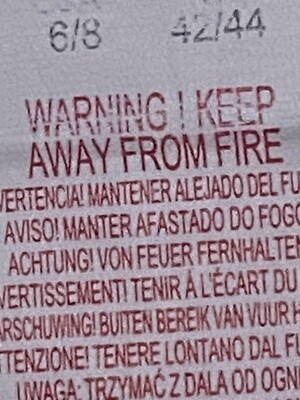 6/8 42/44
WARNING! KEEP
AWAY FROM FIRE
VERTENCIA! MANTENER ALEJADO DEL FU
AVISO! MANTER AFASTADO DO FOGO
ACHTUNG! VON FEUER FERNHALTEN
VERTISSEMENT! TENIR À L'ÉCART DU
ARSCHUWING! BUITEN BEREIK VAN VUUR H
TTENZIONE! TENERE LONTANO DAL FU
UWAGA: TRZYMAĆ Z DALA OD OGNI